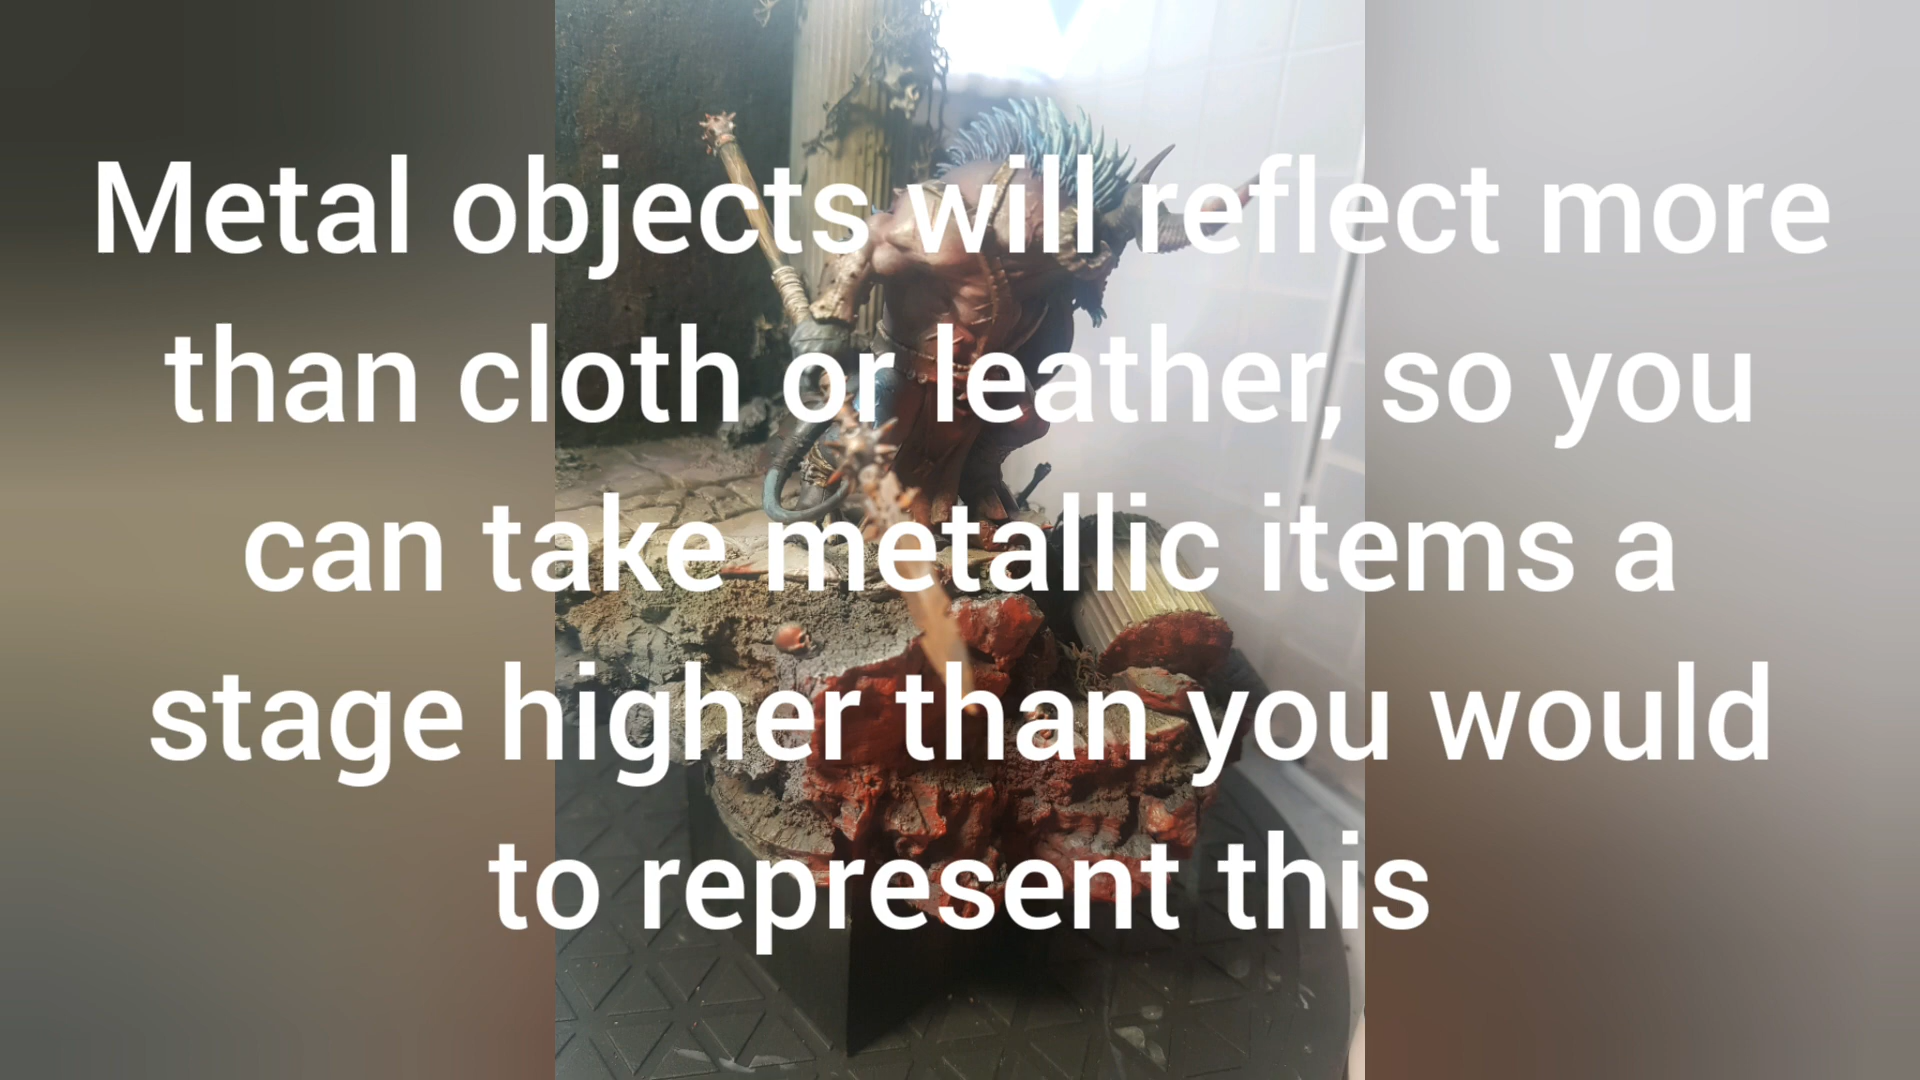 Metal objects will reflect more
than cloth or leather, so you
can take metallic items a
stage higher than you would
to represent this